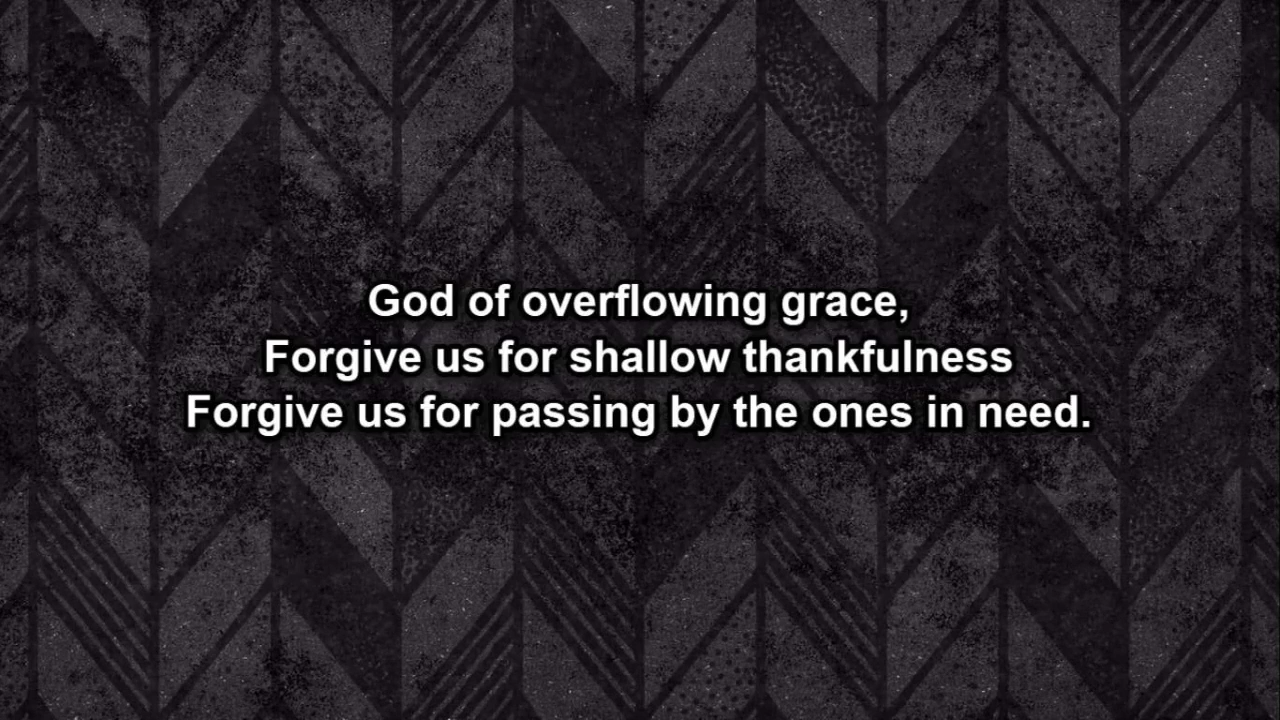 God of overflowing grace,
Forgive us for shallow thankfulness
Forgive us for passing by the ones in need.